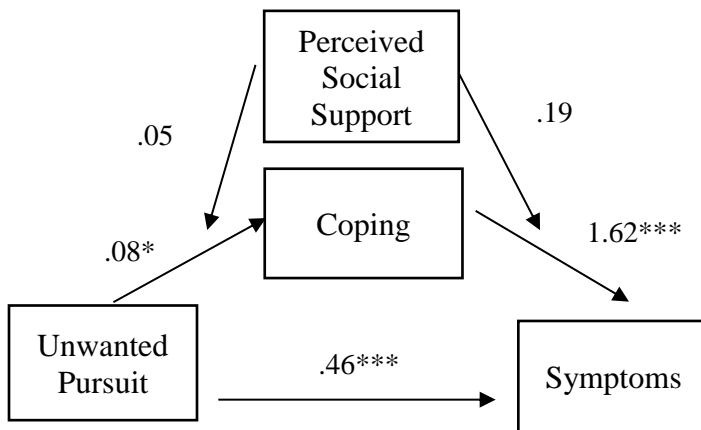 Perceived
Social
Support
.05
.19
Coping
.08*
1.62***
Unwanted
Pursuit
.46***
Symptoms